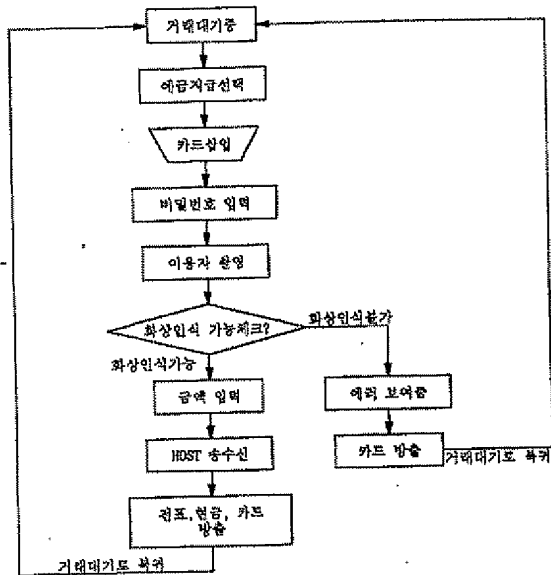 거래대기중
예금지급선택
카드삽입
비밀번호 입력
이용자 촬영
화상인식 가능체크?
화상인식불가
화상인식가능
금액 입력
에러 보여줌
HOST 송수신
카드 방출
거래대기로 복귀
전표,현금, 카드
방출
거래대기로 복귀